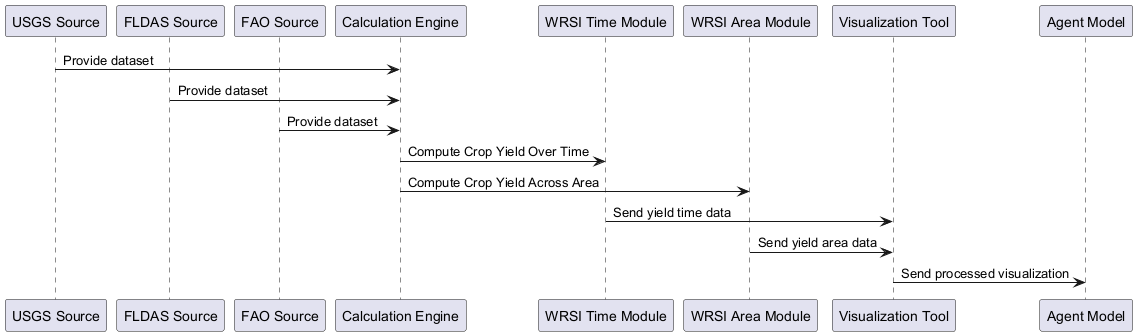 USGS Source FLDAS Source FAO Source Calculation Engine WRSI Time Module WRSI Area Module Visualization Tool Agent Model
Provide dataset
Provide dataset
Provide dataset
Compute Crop Yield Over Time
Compute Crop Yield Across Area
Send yield time data
Send yield area data
Send processed visualization
USGS Source FLDAS Source FAO Source Calculation Engine WRSI Time Module WRSI Area Module Visualization Tool Agent Model